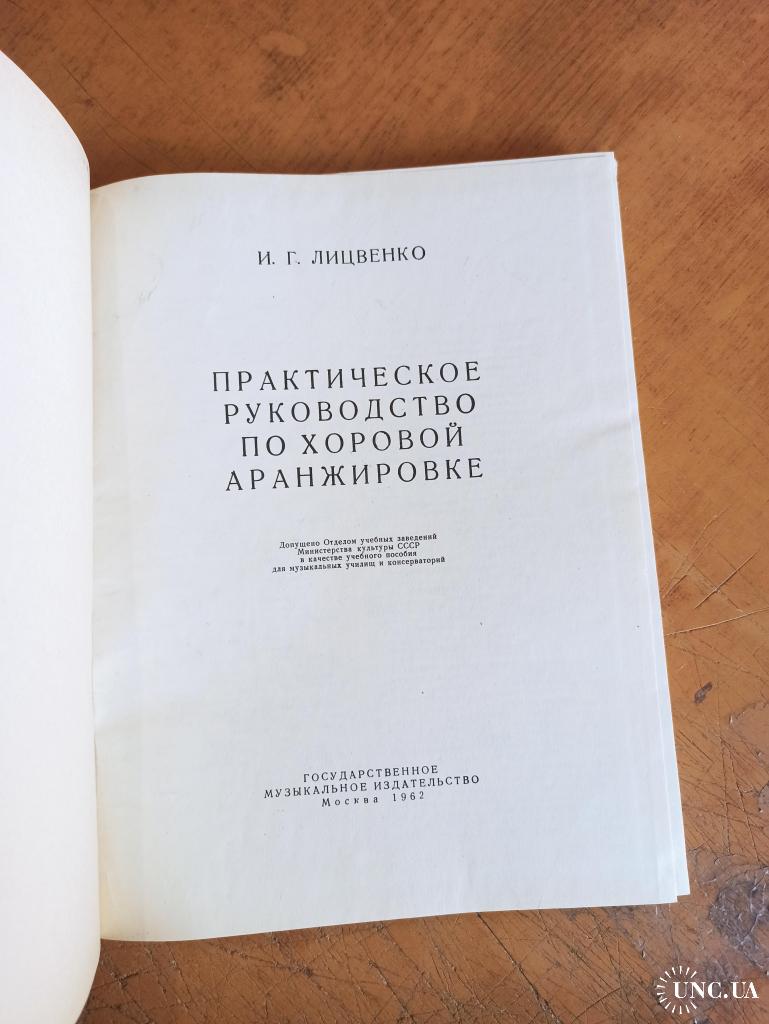 И. Г. ЛИЦВЕНКО
ПРАКТИЧЕСКОЕ
РУКОВОДСТВО
ПО ХОРОВОЙ
АРАНЖИРОВКЕ
Допущено Отделом учебных заведений
Министерства культуры СССР
в качестве учебного пособия
для музыкальных училищ и консерваторий
ГОСУДАРСТВЕННОЕ
МУЗЫКАЛЬНОЕ ИЗДАТЕЛЬСТВО
Москва 1962
UNC.UA